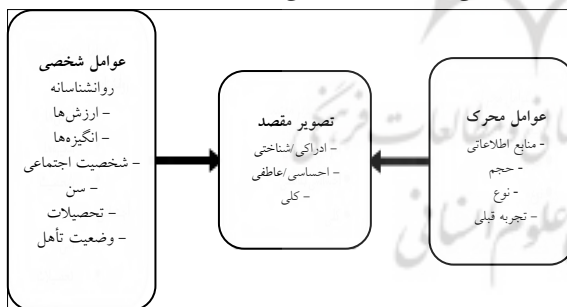 عوامل محرک
- منابع اطلاعاتی
- حجم
- نوع
- تجربه قبلی
تصویر مقصد
- ادراکی/شناختی
- احساسی/عاطفی
- کلی
عوامل شخصی
روانشناسانه
- ارزش‌ها
- انگیزه‌ها
- شخصیت اجتماعی
- سن
- تحصیلات
- وضعیت تأهل